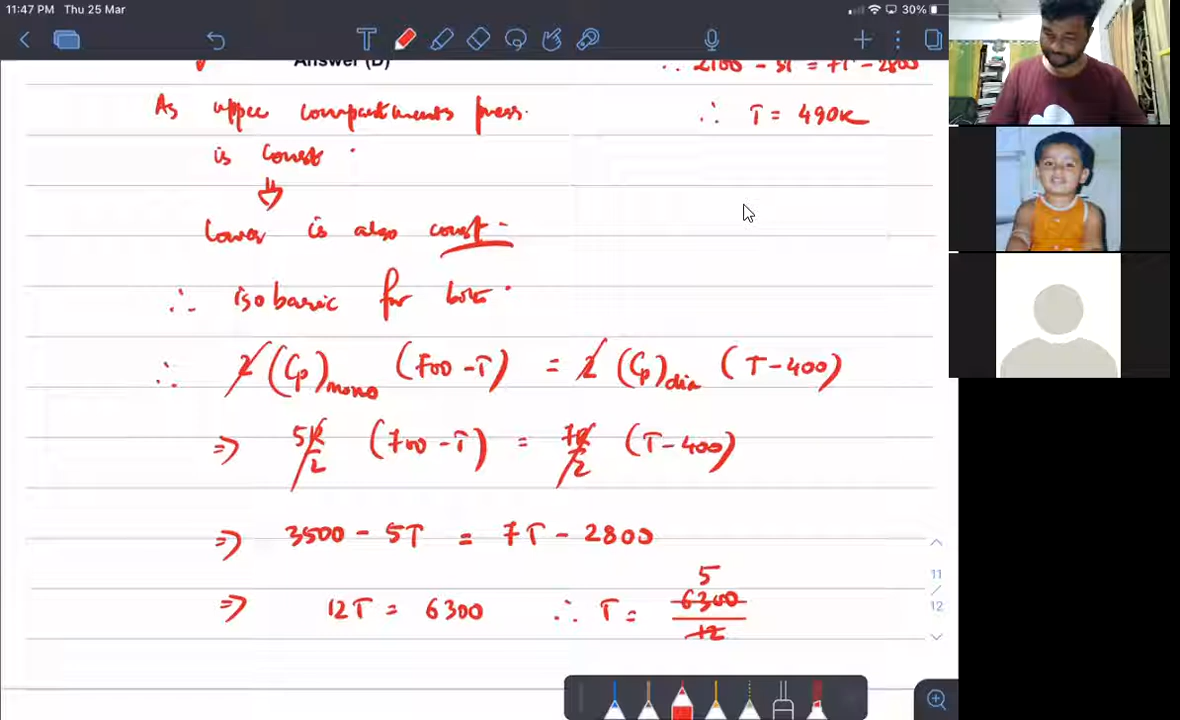 11:47 PM Thu 25 Mar
30%
Answer (D)
∴ 2100 - 3T = 7T - 2800
As upper compartments press.
∴ T = 490K
is const.
⇓
Lower is also const-
∴ isobaric for both.
∴ 2 (Cp)mono (700 - T) = 2 (Cp)dia (T - 400)
⇒ 5R/2 (700 - T) = 7R/2 (T - 400)
⇒ 3500 - 5T = 7T - 2800
⇒ 12T = 6300 ∴ T = 6300/12 5
11
/
12